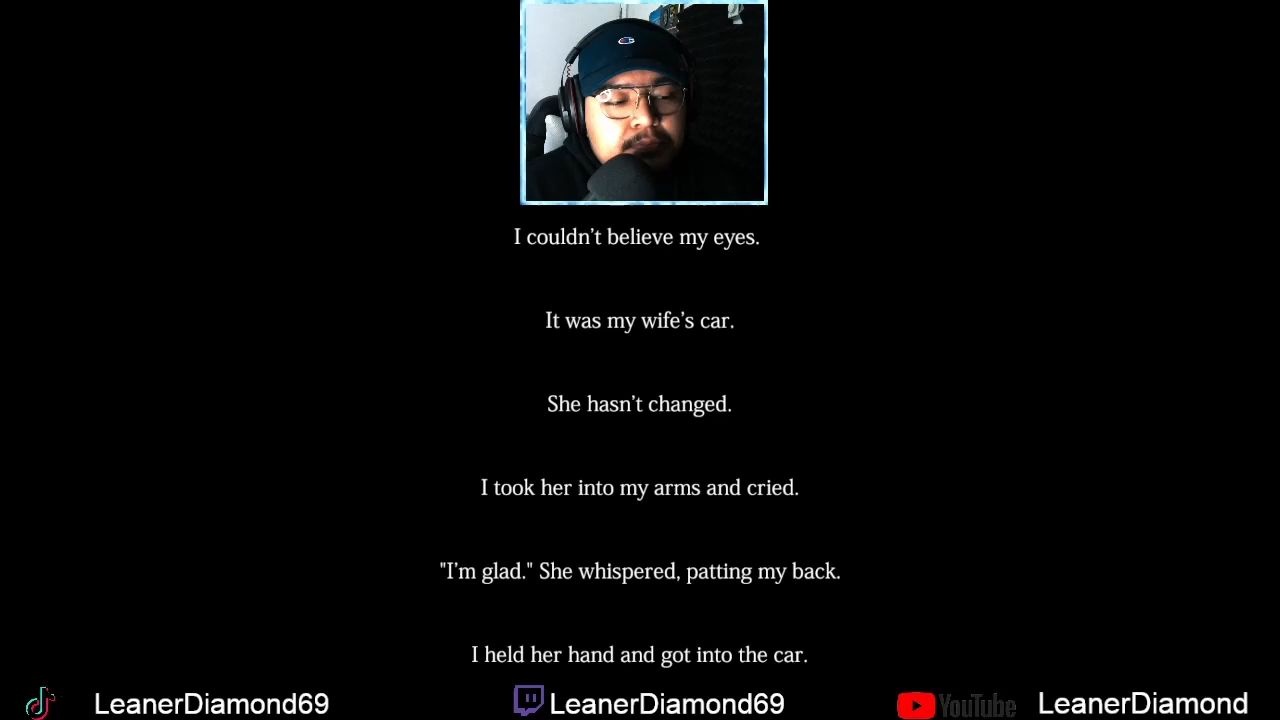 I couldn’t believe my eyes.
It was my wife’s car.
She hasn’t changed.
I took her into my arms and cried.
"I’m glad." She whispered, patting my back.
I held her hand and got into the car.
LeanerDiamond69
LeanerDiamond69
YouTube
LeanerDiamond